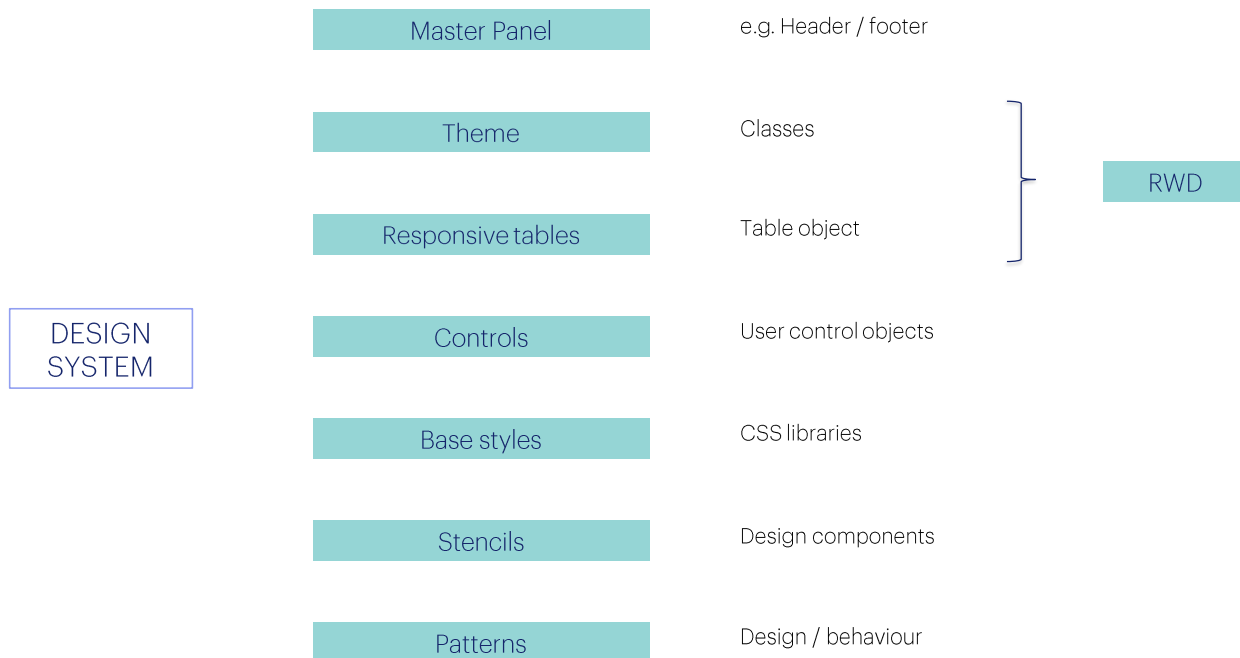 Master Panel
e.g. Header / footer
Theme
Classes
RWD
Responsive tables
Table object
DESIGN
SYSTEM
Controls
User control objects
Base styles
CSS libraries
Stencils
Design components
Patterns
Design / behaviour